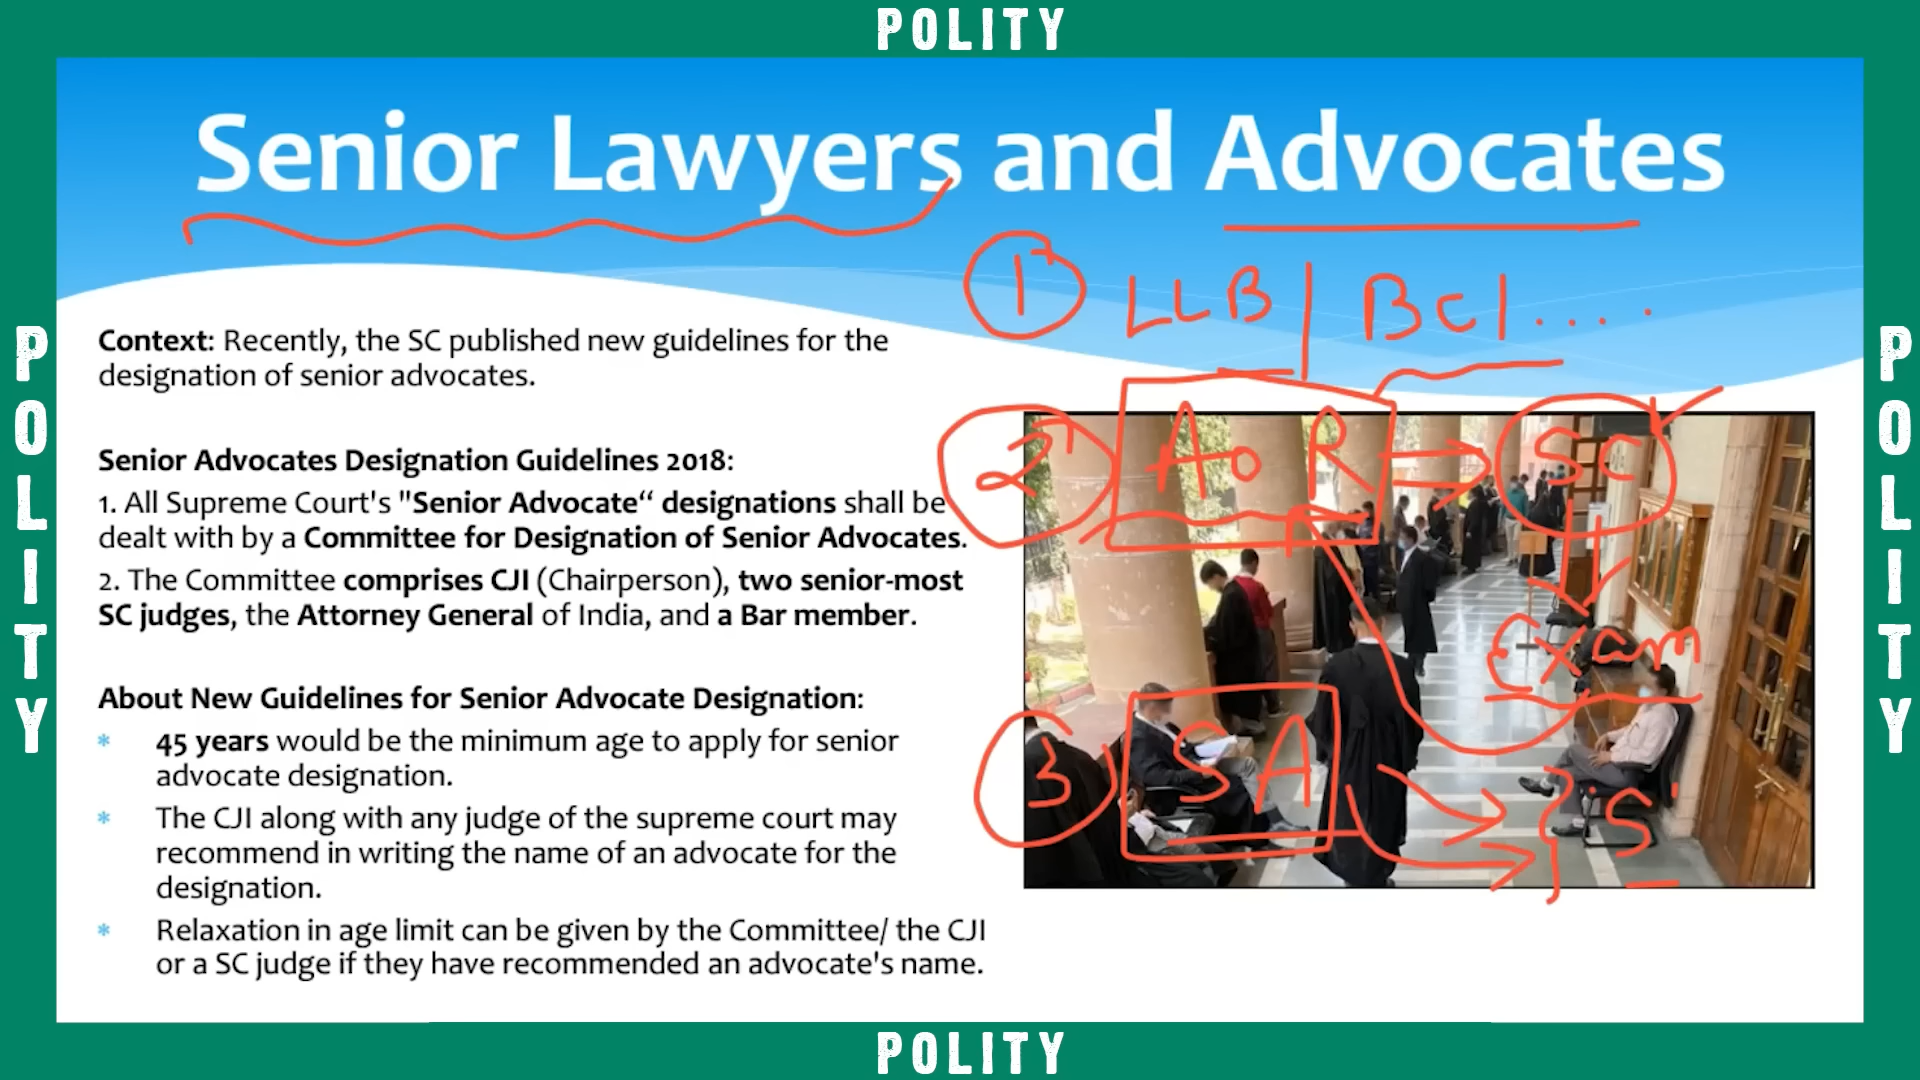 POLITY
Senior Lawyers and Advocates
1 LLB | BCI....
Context: Recently, the SC published new guidelines for the
designation of senior advocates.
2 AOR SC
Senior Advocates Designation Guidelines 2018:
1. All Supreme Court's "Senior Advocate“ designations shall be
dealt with by a Committee for Designation of Senior Advocates.
2. The Committee comprises CJI (Chairperson), two senior-most
SC judges, the Attorney General of India, and a Bar member.
Exam
About New Guidelines for Senior Advocate Designation:
* 45 years would be the minimum age to apply for senior
advocate designation.
3 SA 'S'
* The CJI along with any judge of the supreme court may
recommend in writing the name of an advocate for the
designation.
* Relaxation in age limit can be given by the Committee/ the CJI
or a SC judge if they have recommended an advocate's name.
POLITY
POLITY
POLITY